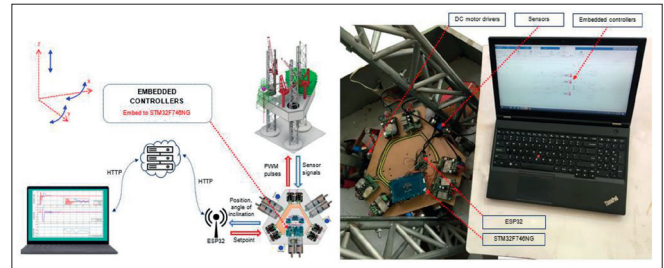 Z
X
Y
EMBEDDED
CONTROLLERS
Embed to STM32F746NG
HTTP
HTTP
PWM
pulses
Sensor
signals
Position,
angle of
inclination
ESP32
Setpoint
DC motor drivers
Sensors
Embedded controllers
ESP32
STM32F746NG
ThinkPad